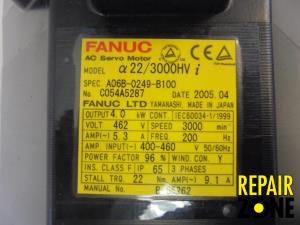 FANUC
AC Servo Motor
MODEL α22/3000HV i
SPEC. A06B-0249-B100
No. C054A5287 DATE 2005.04
FANUC LTD YAMANASHI, MADE IN JAPAN
OUTPUT 4.0 kW IEC60034-1/1999
VOLT 462 V SPEED 3000 min
AMP(~) 5.3 A FREQ. 200 Hz
AMP. INPUT(~) 400-460 V 50/60Hz
POWER FACTOR 96 % WIND.CON. Y
INS. CLASS F IP 65 3 PHASES
STALL TRQ. 22 Nm AMP(~) 9.1 A
MANUAL No. 5262
REPAIR
ZONE